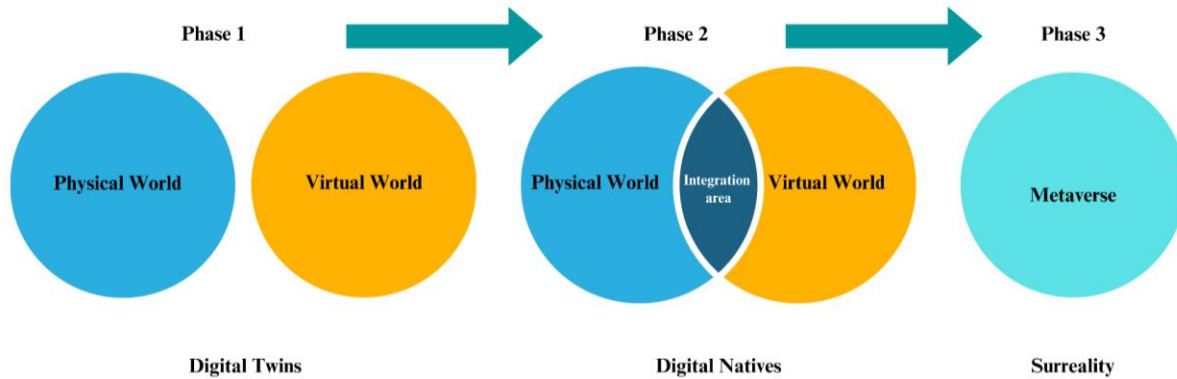 Phase 1
Phase 2
Phase 3
Physical World
Virtual World
Physical World
Integration
area
Virtual World
Metaverse
Digital Twins
Digital Natives
Surreality